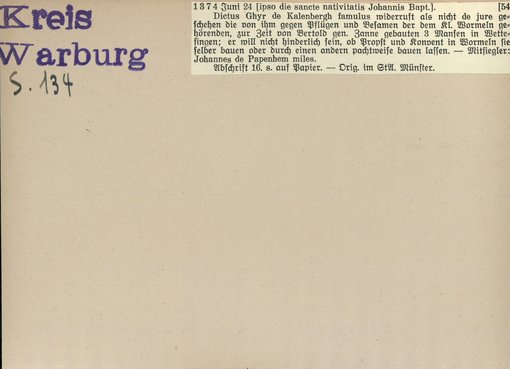 Kreis
Warburg
S. 134
1374 Juni 24 [ipso die sancte nativitatis Johannis Bapt.]. [54
Dictus Ghyr de Kalenbergh famulus widerruft als nicht de jure ge-
schehen die von ihm gegen Pflügen und Besamen der dem Kl. Wormeln ge-
hörenden, zur Zeit von Bertold gen. Zanne gebauten 3 Mansen in Wette-
singen; er will nicht hinderlich sein, ob Propst und Konvent in Wormeln sie
selber bauen oder durch einen andern pachtweise bauen lassen. — Mitsiegler:
Johannes de Papenhem miles.
Abschrift 16. s. auf Papier. — Orig. im StA. Münster.